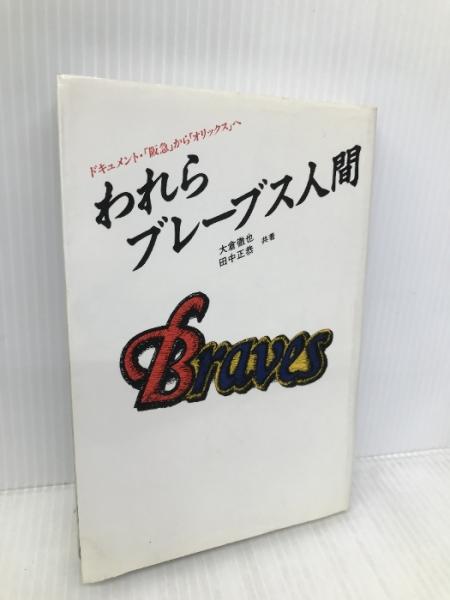 ドキュメント・「阪急」から「オリックス」へ
われら
ブレーブス人間
大倉徹也
田中正恭 共著
Braves